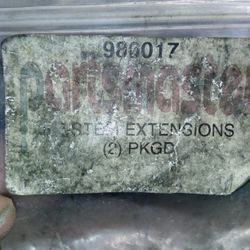 980017
partsmaster
EXTENSIONS
(2) PKGD